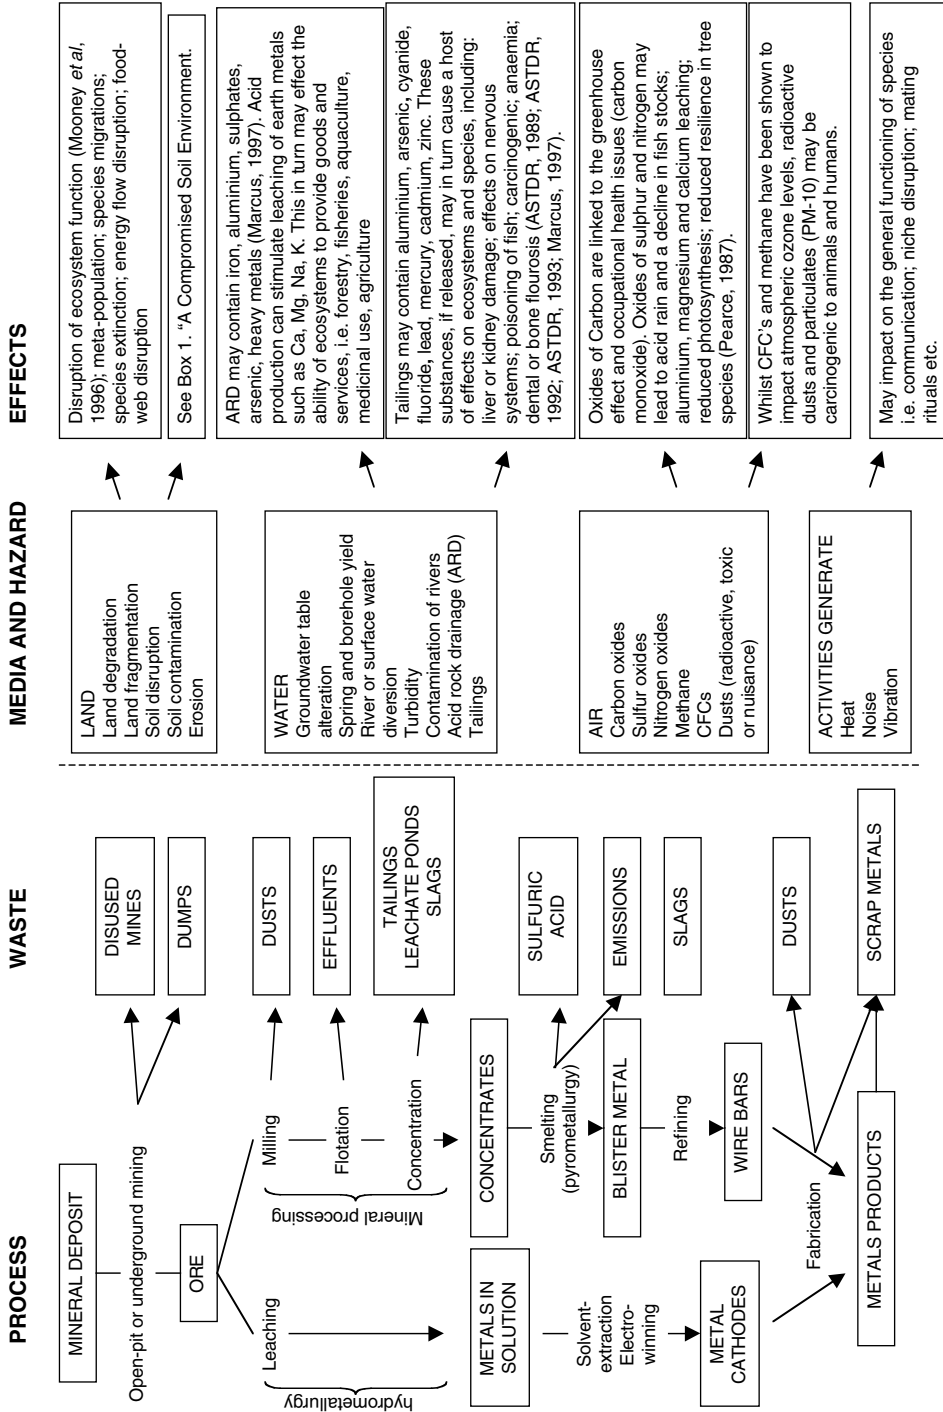 PROCESS
WASTE
MEDIA AND HAZARD
EFFECTS
MINERAL DEPOSIT
Open-pit or underground mining
ORE
Leaching
hydrometallurgy
Milling
Flotation
Concentration
Mineral processing
METALS IN
SOLUTION
CONCENTRATES
Solvent-
extraction
Electro-
winning
Smelting
(pyrometallurgy)
BLISTER METAL
Refining
METAL
CATHODES
WIRE BARS
Fabrication
METALS PRODUCTS
DISUSED
MINES
DUMPS
DUSTS
EFFLUENTS
TAILINGS
LEACHATE PONDS
SLAGS
SULFURIC
ACID
EMISSIONS
SLAGS
DUSTS
SCRAP METALS
LAND
Land degradation
Land fragmentation
Soil disruption
Soil contamination
Erosion
WATER
Groundwater table
alteration
Spring and borehole yield
River or surface water
diversion
Turbidity
Contamination of rivers
Acid rock drainage (ARD)
Tailings
AIR
Carbon oxides
Sulfur oxides
Nitrogen oxides
Methane
CFCs
Dusts (radioactive, toxic
or nuisance)
ACTIVITIES GENERATE
Heat
Noise
Vibration
Disruption of ecosystem function (Mooney et al,
1996); meta-population; species migrations;
species extinction; energy flow disruption; food-
web disruption
See Box 1. “A Compromised Soil Environment.
ARD may contain iron, aluminium, sulphates,
arsenic, heavy metals (Marcus, 1997). Acid
production can stimulate leaching of earth metals
such as Ca, Mg, Na, K. This in turn may effect the
ability of ecosystems to provide goods and
services, i.e. forestry, fisheries, aquaculture,
medicinal use, agriculture
Tailings may contain aluminium, arsenic, cyanide,
fluoride, lead, mercury, cadmium, zinc. These
substances, if released, may in turn cause a host
of effects on ecosystems and species, including:
liver or kidney damage; effects on nervous
systems; poisoning of fish; carcinogenic; anaemia;
dental or bone flourosis (ASTDR, 1989; ASTDR,
1992; ASTDR, 1993; Marcus, 1997).
Oxides of Carbon are linked to the greenhouse
effect and occupational health issues (carbon
monoxide). Oxides of sulphur and nitrogen may
lead to acid rain and a decline in fish stocks;
aluminium, magnesium and calcium leaching;
reduced photosynthesis; reduced resilience in tree
species (Pearce, 1987).
Whilst CFC’s and methane have been shown to
impact atmospheric ozone levels, radioactive
dusts and particulates (PM-10) may be
carcinogenic to animals and humans.
May impact on the general functioning of species
i.e. communication; niche disruption; mating
rituals etc.